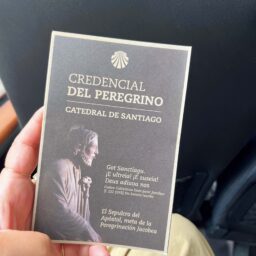 CREDENCIAL
DEL PEREGRINO
CATEDRAL DE SANTIAGO
Got Sanctiagu,
¡E ultreia! ¡E suseia!
Deus adiuva nos
El Sepulcro del
Apóstol, meta de la
Peregrinación Jacobea